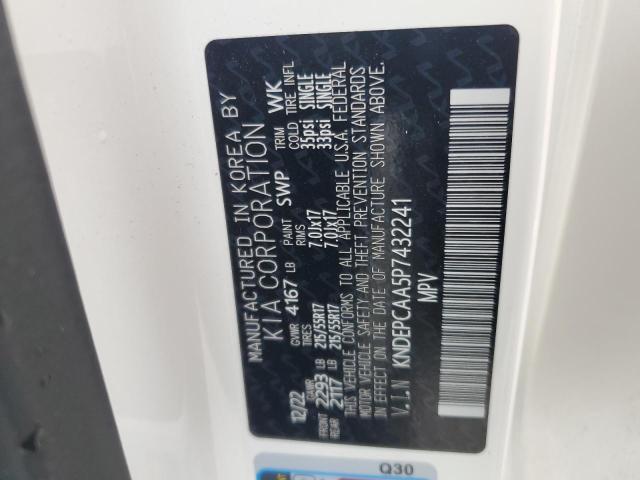 MANUFACTURED IN KOREA BY
KIA CORPORATION
12/22 GVWR 4167 LB PAINT SWP TRIM WK
GAWR TIRES RIMS COLD TIRE INFL
FRONT 2293 LB 215/55R17 7.0Jx17 35psi SINGLE
REAR 2117 LB 215/55R17 7.0Jx17 33psi SINGLE
THIS VEHICLE CONFORMS TO ALL APPLICABLE U.S.A. FEDERAL
MOTOR VEHICLE SAFETY AND THEFT PREVENTION STANDARDS
IN EFFECT ON THE DATE OF MANUFACTURE SHOWN ABOVE.
V.I.N KNDEPCAA5P7432241
MPV
Q30